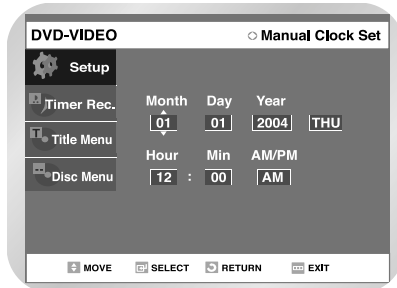 DVD-VIDEO Manual Clock Set
Setup
Timer Rec.
Title Menu
Disc Menu
Month Day Year
01 01 2004 THU
Hour Min AM/PM
12 : 00 AM
MOVE SELECT RETURN EXIT